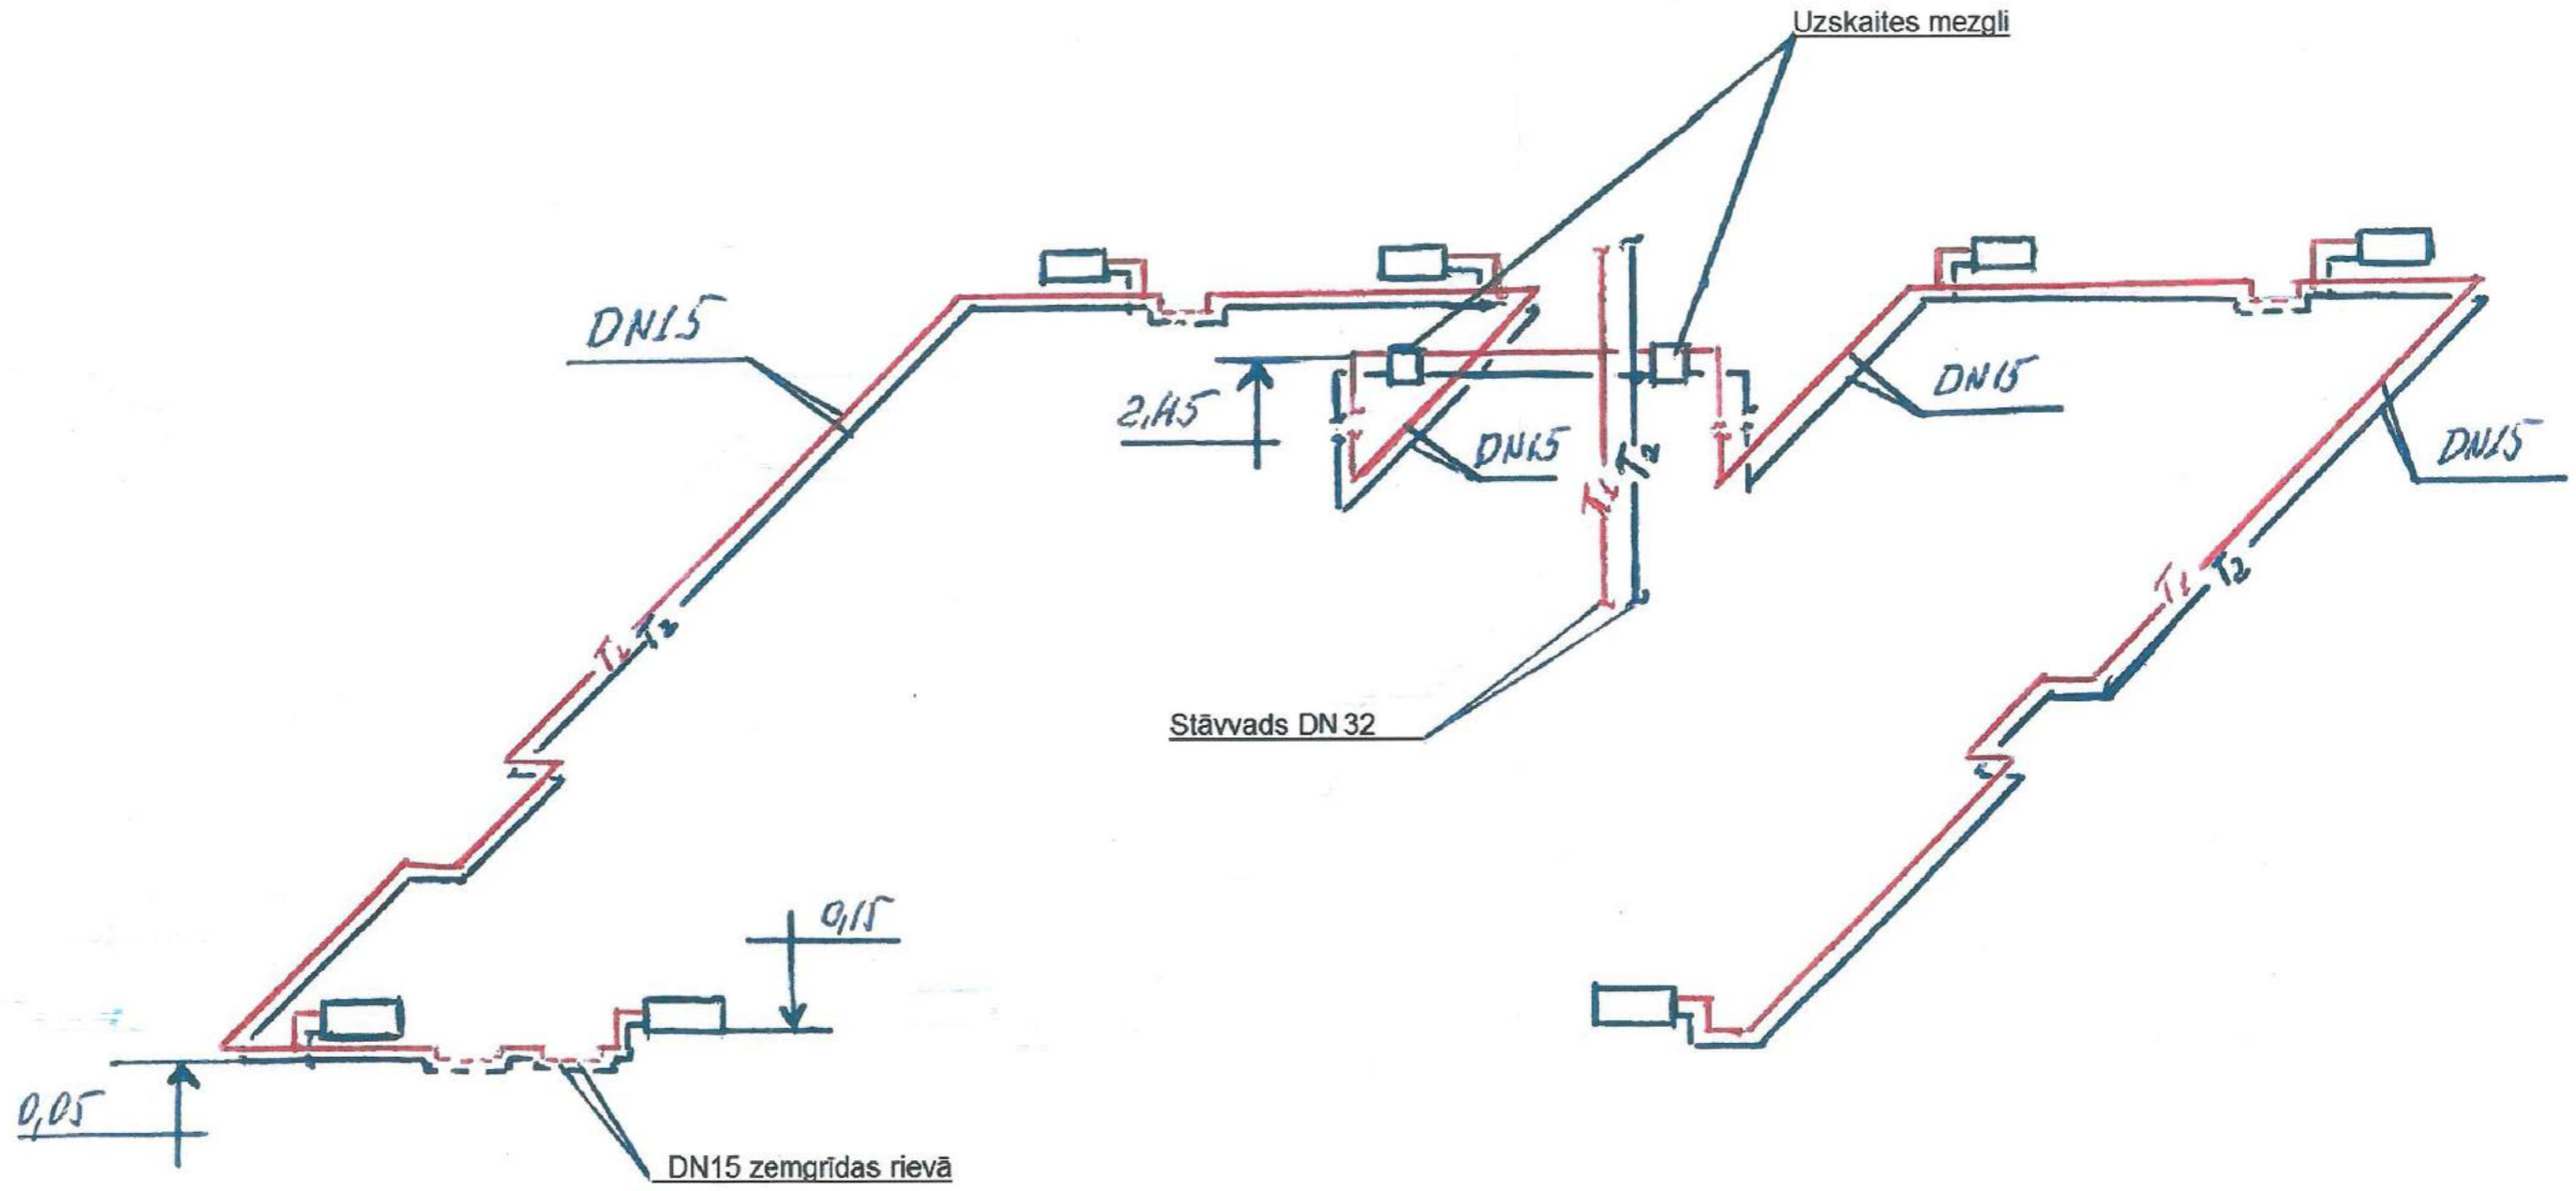 Uzskaites mezgli
DN15
2,45
DN15
DN15
DN15
T1 T2
T1 T2
T1 T2
Stāvvads DN 32
0,15
0,05
DN15 zemgrīdas rievā